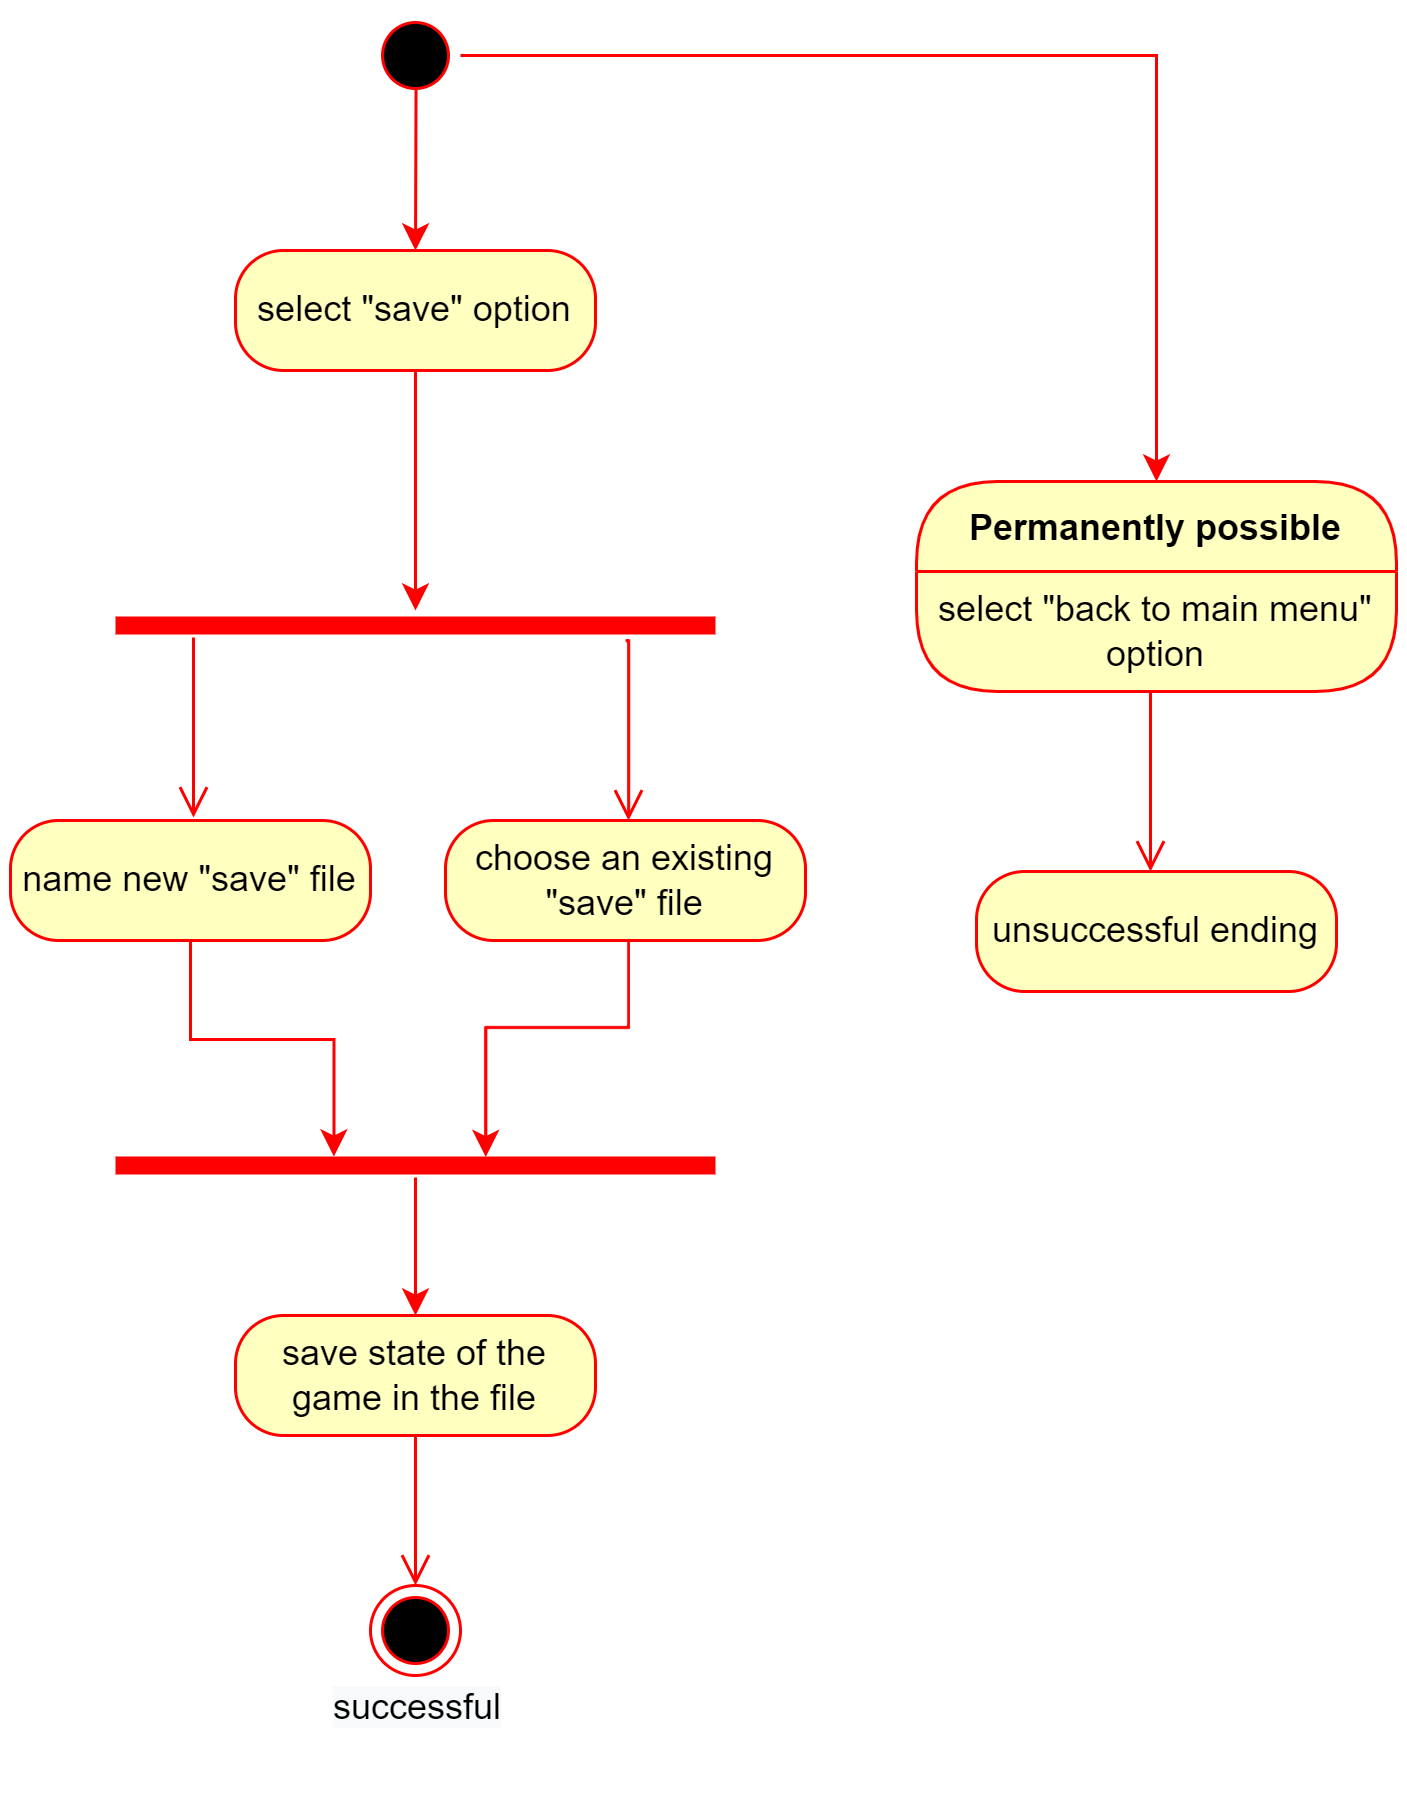 select "save" option
Permanently possible
select "back to main menu"
option
name new "save" file
choose an existing
"save" file
unsuccessful ending
save state of the
game in the file
successful